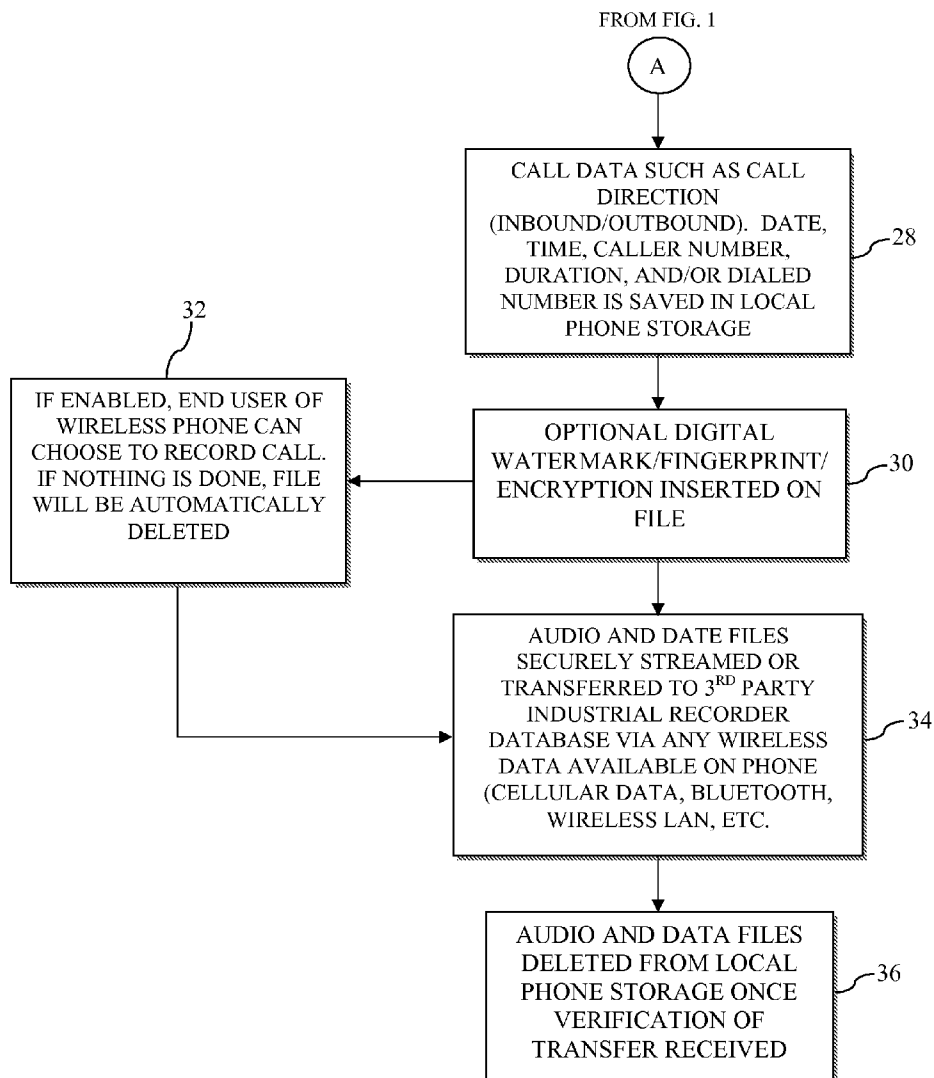 FROM FIG. 1
A
CALL DATA SUCH AS CALL
DIRECTION
(INBOUND/OUTBOUND). DATE,
TIME, CALLER NUMBER,
DURATION, AND/OR DIALED
NUMBER IS SAVED IN LOCAL
PHONE STORAGE
28
32
IF ENABLED, END USER OF
WIRELESS PHONE CAN
CHOOSE TO RECORD CALL.
IF NOTHING IS DONE, FILE
WILL BE AUTOMATICALLY
DELETED
OPTIONAL DIGITAL
WATERMARK/FINGERPRINT/
ENCRYPTION INSERTED ON
FILE
30
AUDIO AND DATE FILES
SECURELY STREAMED OR
TRANSFERRED TO 3RD PARTY
INDUSTRIAL RECORDER
DATABASE VIA ANY WIRELESS
DATA AVAILABLE ON PHONE
(CELLULAR DATA, BLUETOOTH,
WIRELESS LAN, ETC.
34
AUDIO AND DATA FILES
DELETED FROM LOCAL
PHONE STORAGE ONCE
VERIFICATION OF
TRANSFER RECEIVED
36